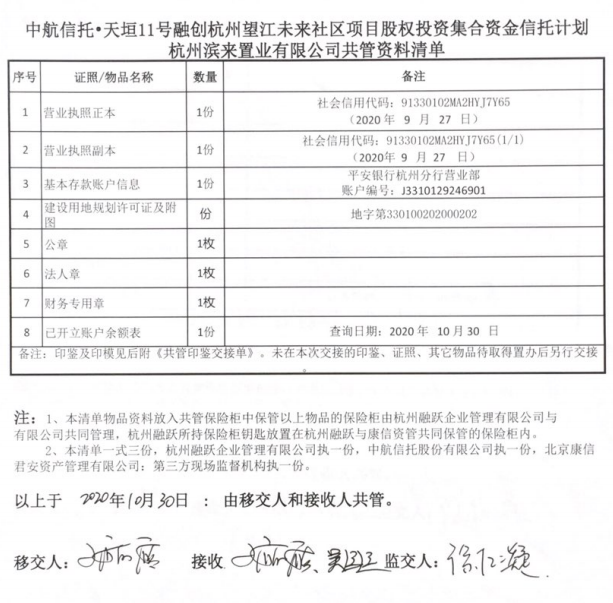 中航信托•天垣11号融创杭州望江未来社区项目股权投资集合资金信托计划
杭州滨来置业有限公司共管资料清单
序号 证照/物品名称 数量 备注
1 营业执照正本 1份 社会信用代码：91330102MA2HYJ7Y65
（2020 年 9 月 27 日）
2 营业执照副本 1份 社会信用代码：91330102MA2HYJ7Y65(1/1)
（2020年 9 月 27 日）
3 基本存款账户信息 1份 平安银行杭州分行营业部
账户编号：J3310129246901
4 建设用地规划许可证及附图 份 地字第330100202000202
5 公章 1枚
6 法人章 1枚
7 财务专用章 1枚
8 已开立账户余额表 1份 查询日期：2020 年 10 月 30 日
备注：印鉴及印模见后附《共管印鉴交接单》。未在本次交接的印鉴、证照、其它物品待取得置办后另行交接
注：1、本清单物品资料放入共管保险柜中保管以上物品的保险柜由杭州融跃企业管理有限公司与
有限公司共同管理，杭州融跃所持保险柜钥匙放置在杭州融跃与康信资管共同保管的保险柜内。
2、本清单一式三份，杭州融跃企业管理有限公司执一份，中航信托股份有限公司执一份，北京康信
君安资产管理有限公司：第三方现场监督机构执一份。
以上于 2020年10月30日 ：由移交人和接收人共管。
移交人： 接收 监交人：